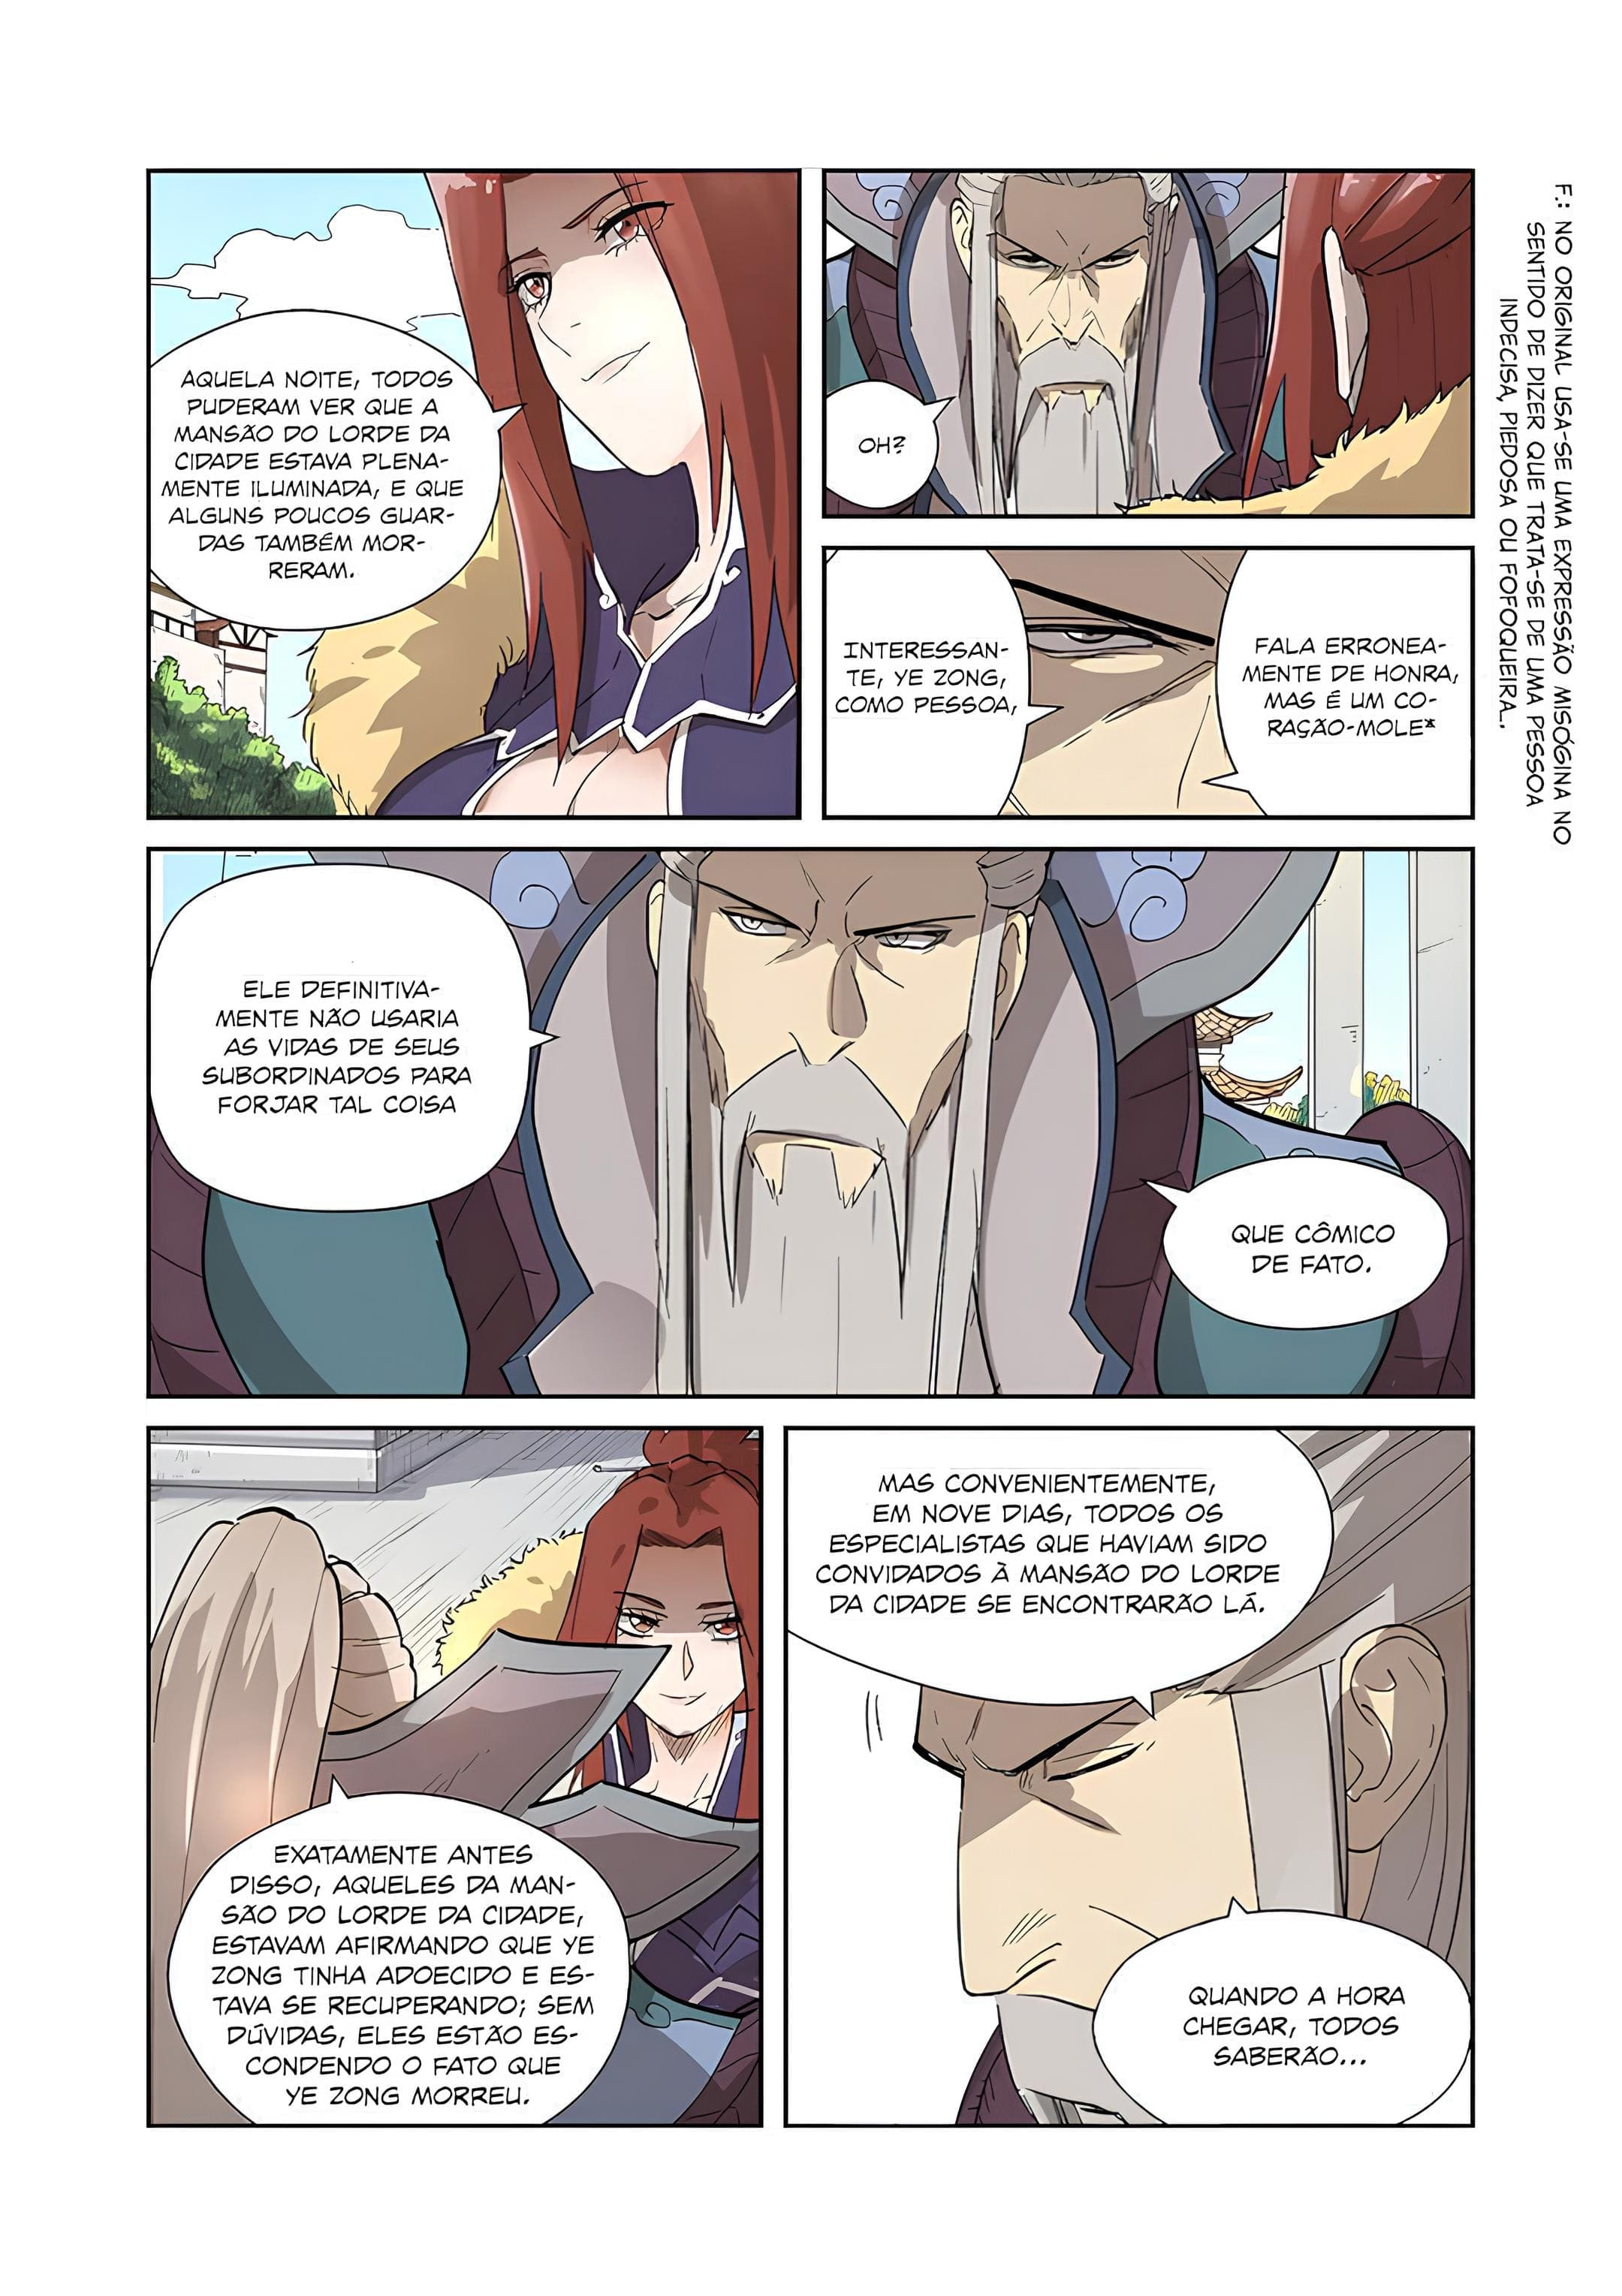 AQUELA NOITE, TODOS
PUDERAM VER QUE A
MANSÃO DO LORDE DA
CIDADE ESTAVA PLENA-
MENTE ILUMINADA, E QUE
ALGUNS POUCOS GUAR-
DAS TAMBÉM MOR-
RERAM.
OH?
F.: NO ORIGINAL USA-SE UMA EXPRESSÃO MISÓGINA NO
SENTIDO DE DIZER QUE TRATA-SE DE UMA PESSOA
INDECISA, PIEDOSA OU FOFOQUEIRA..
INTERESSAN-
TE, YE ZONG,
COMO PESSOA,
FALA ERRONEA-
MENTE DE HONRA,
MAS É UM CO-
RAÇÃO-MOLE*
ELE DEFINITIVA-
MENTE NÃO USARIA
AS VIDAS DE SEUS
SUBORDINADOS PARA
FORJAR TAL COISA
QUE CÔMICO
DE FATO.
EXATAMENTE ANTES
DISSO, AQUELES DA MAN-
SÃO DO LORDE DA CIDADE,
ESTAVAM AFIRMANDO QUE YE
ZONG TINHA ADOECIDO E ES-
TAVA SE RECUPERANDO; SEM
DÚVIDAS, ELES ESTÃO ES-
CONDENDO O FATO QUE
YE ZONG MORREU.
MAS CONVENIENTEMENTE,
EM NOVE DIAS, TODOS OS
ESPECIALISTAS QUE HAVIAM SIDO
CONVIDADOS À MANSÃO DO LORDE
DA CIDADE SE ENCONTRARÃO LÁ.
QUANDO A HORA
CHEGAR, TODOS
SABERÃO...